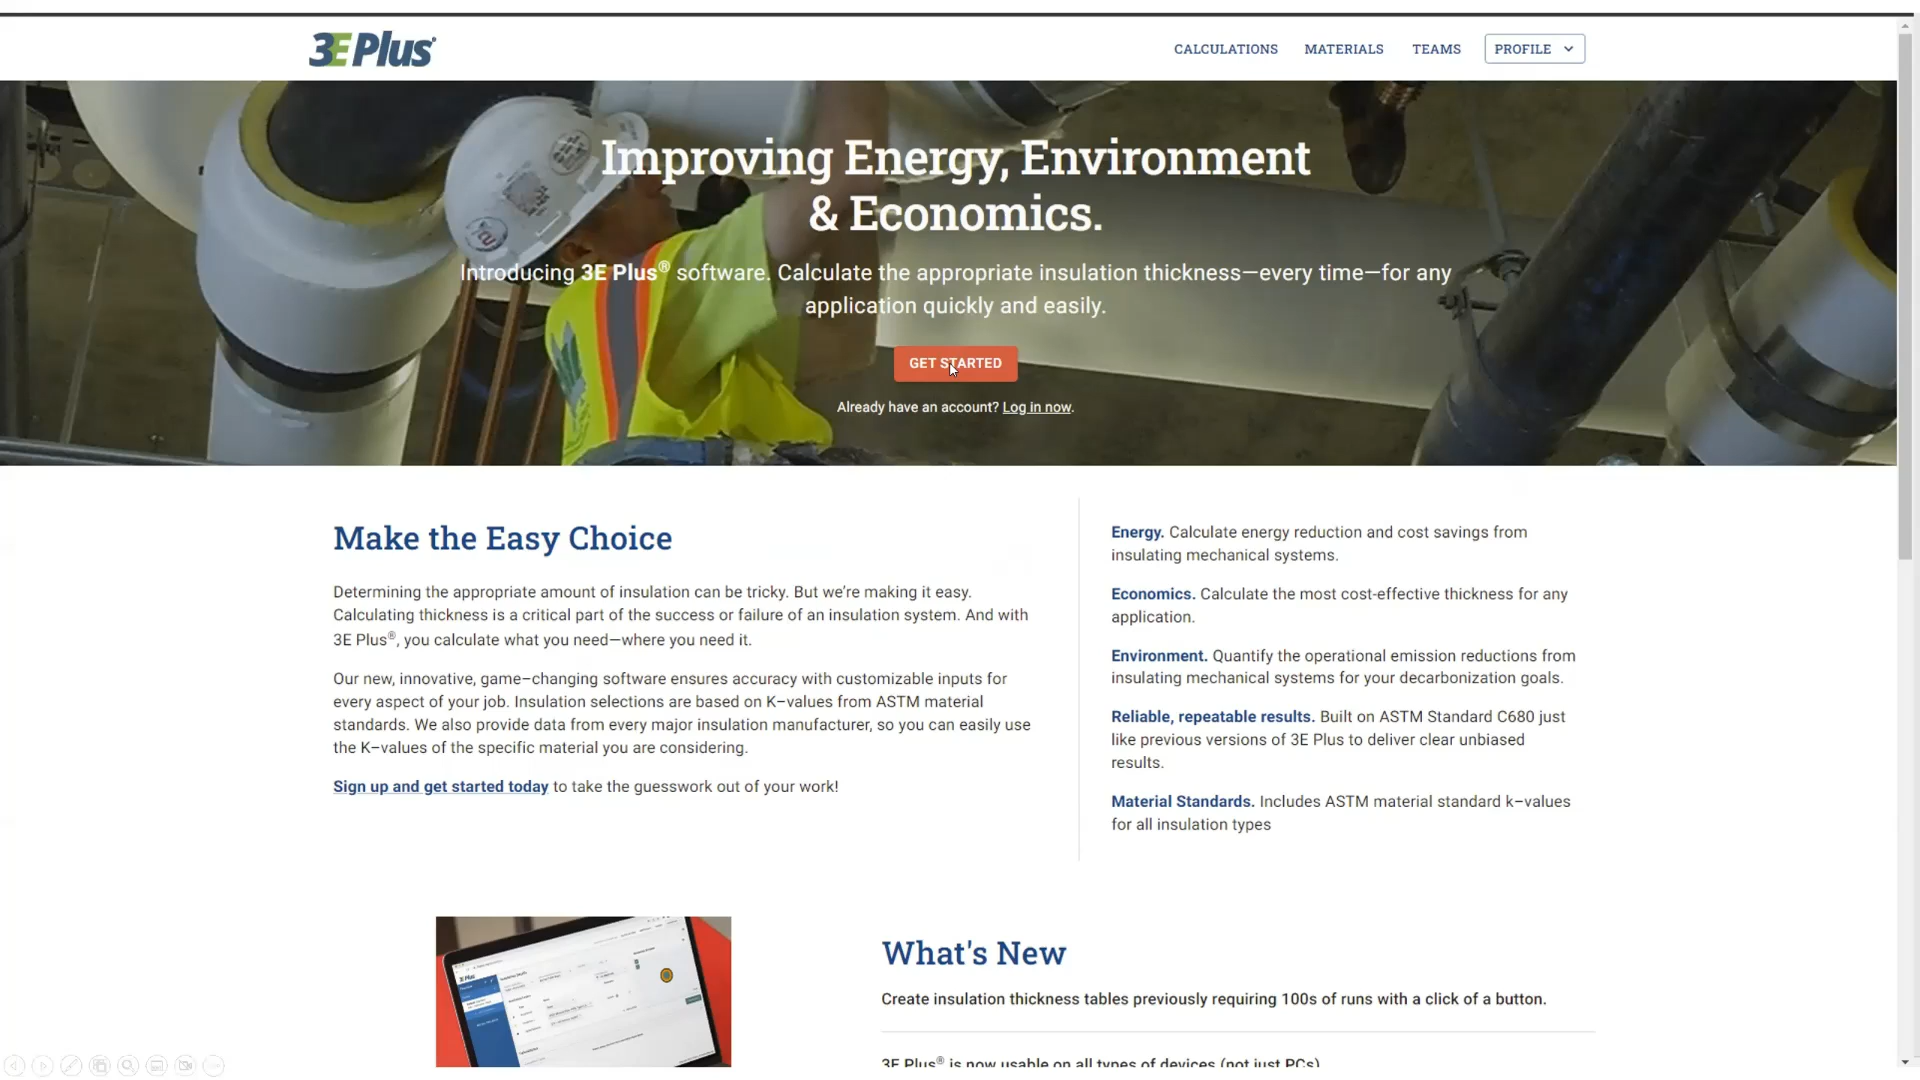 3E Plus®
CALCULATIONS MATERIALS TEAMS PROFILE
Improving Energy, Environment
& Economics.
Introducing 3E Plus® software. Calculate the appropriate insulation thickness—every time—for any
application quickly and easily.
GET STARTED
Already have an account? Log in now.
Make the Easy Choice
Determining the appropriate amount of insulation can be tricky. But we're making it easy.
Calculating thickness is a critical part of the success or failure of an insulation system. And with
3E Plus®, you calculate what you need—where you need it.
Our new, innovative, game-changing software ensures accuracy with customizable inputs for
every aspect of your job. Insulation selections are based on K-values from ASTM material
standards. We also provide data from every major insulation manufacturer, so you can easily use
the K-values of the specific material you are considering.
Sign up and get started today to take the guesswork out of your work!
Energy. Calculate energy reduction and cost savings from
insulating mechanical systems.
Economics. Calculate the most cost-effective thickness for any
application.
Environment. Quantify the operational emission reductions from
insulating mechanical systems for your decarbonization goals.
Reliable, repeatable results. Built on ASTM Standard C680 just
like previous versions of 3E Plus to deliver clear unbiased
results.
Material Standards. Includes ASTM material standard k-values
for all insulation types
What's New
Create insulation thickness tables previously requiring 100s of runs with a click of a button.
3E Plus® is now usable on all types of devices (not just PCs)